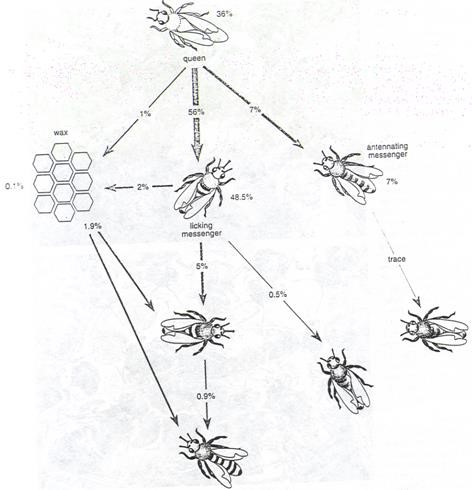 36%
queen
1%
56%
7%
wax
antennating
messenger
0.1%
2%
48.5%
7%
licking
messenger
1.9%
5%
0.5%
trace
0.9%